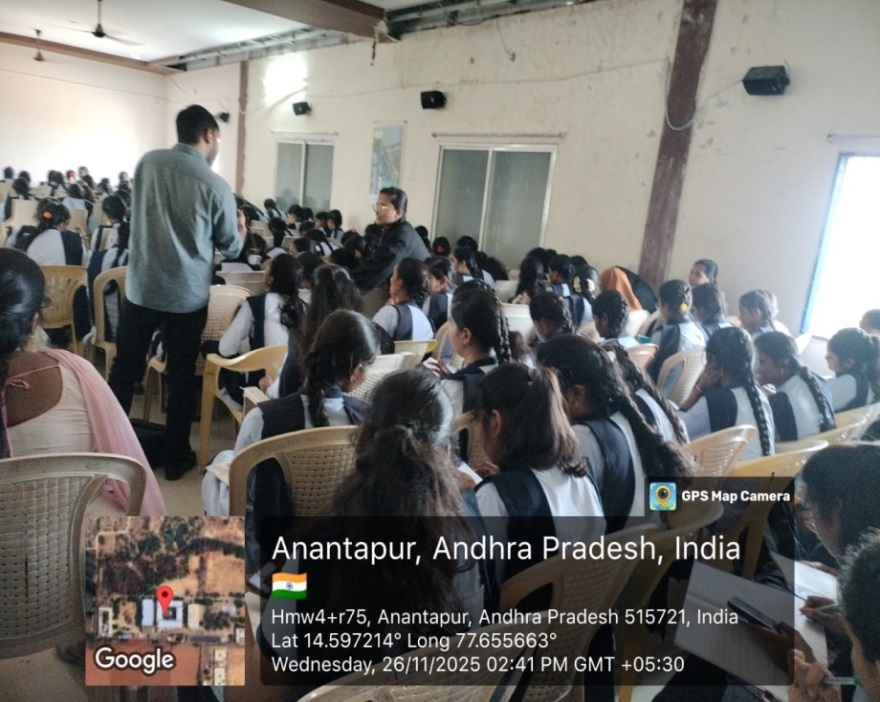 GPS Map Camera
Anantapur, Andhra Pradesh, India
Hmw4+r75, Anantapur, Andhra Pradesh 515721, India
Lat 14.597214° Long 77.655663°
Wednesday, 26/11/2025 02:41 PM GMT +05:30
Google